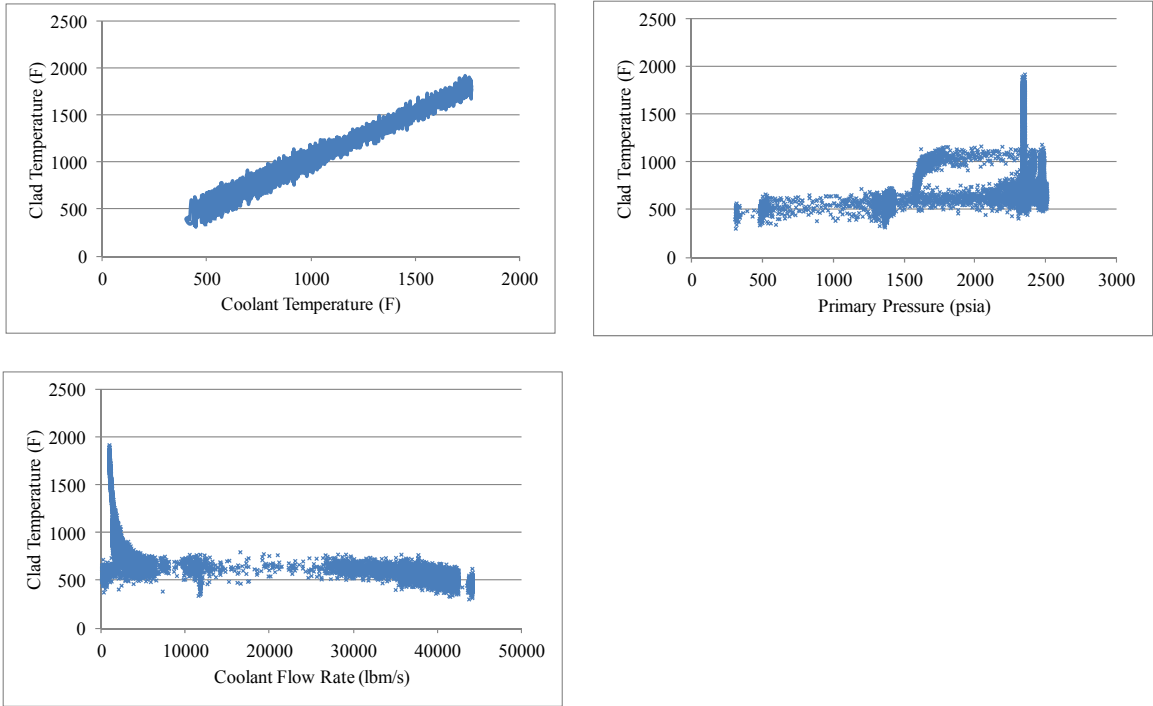 2500
2000
1500
1000
500
0
Clad Temperature (F)
0 500 1000 1500 2000
Coolant Temperature (F)
2500
2000
1500
1000
500
0
Clad Temperature (F)
0 500 1000 1500 2000 2500 3000
Primary Pressure (psia)
2500
2000
1500
1000
500
0
Clad Temperature (F)
0 10000 20000 30000 40000 50000
Coolant Flow Rate (lbm/s)